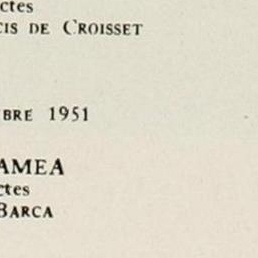 ctes
CIS DE CROISSET
BRE 1951
AMEA
ctes
BARCA